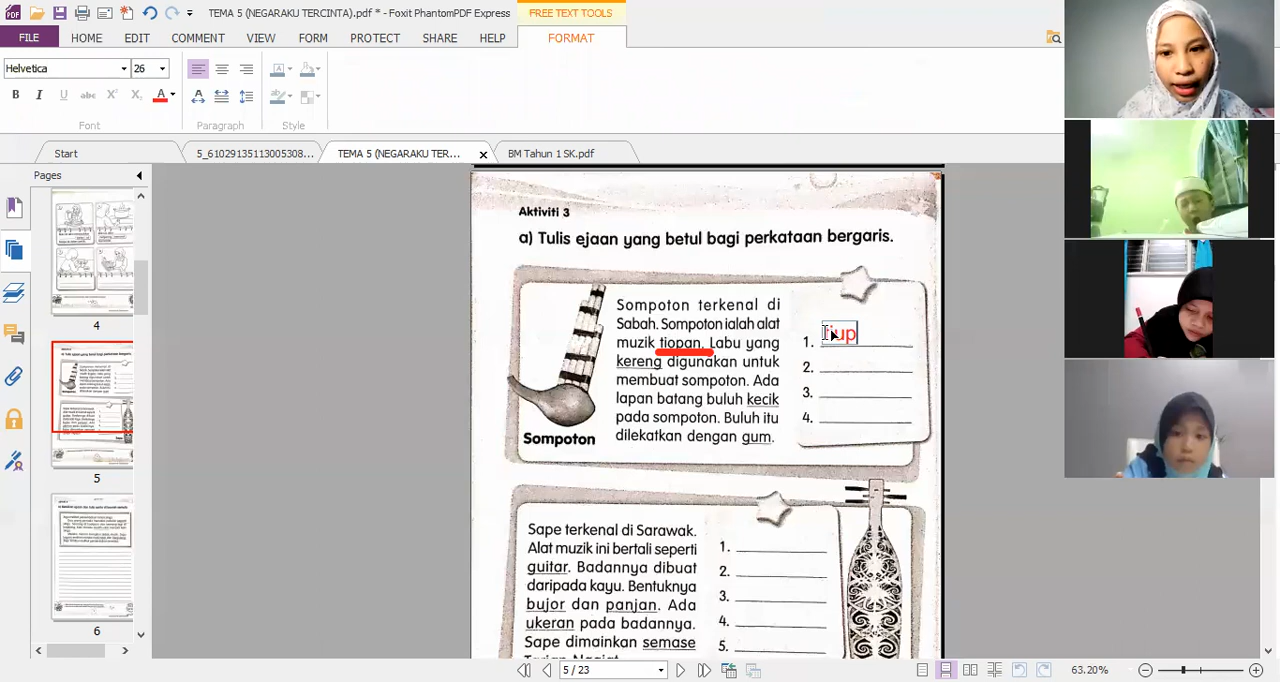 TEMA 5 (NEGARAKU TERCINTA).pdf * - Foxit PhantomPDF Express
FREE TEXT TOOLS
FILE
HOME
EDIT
COMMENT
VIEW
FORM
PROTECT
SHARE
HELP
FORMAT
Helvetica
26
B I U abc X² X₂ A
Font
Paragraph
Style
Start
5_61029135113005308...
TEMA 5 (NEGARAKU TER...
BM Tahun 1 SK.pdf
Pages
4
5
6
Aktiviti 3
a) Tulis ejaan yang betul bagi perkataan bergaris.
Sompoton terkenal di
Sabah. Sompoton ialah alat
muzik tiopan. Labu yang
kereng digunakan untuk
membuat sompoton. Ada
lapan batang buluh kecik
pada sompoton. Buluh itu
dilekatkan dengan gum.
Sompoton
1.
2.
3.
4.
Sape terkenal di Sarawak.
Alat muzik ini bertali seperti
guitar. Badannya dibuat
daripada kayu. Bentuknya
bujor dan panjan. Ada
ukeran pada badannya.
Sape dimainkan semase
1.
2.
3.
4.
5.
5 / 23
63.20%